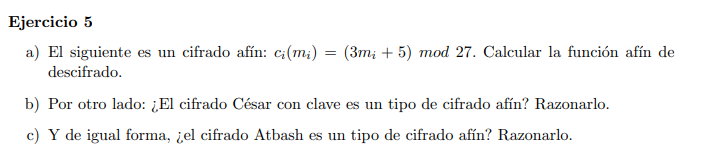 Ejercicio 5
a) El siguiente es un cifrado afín: cᵢ(mᵢ) = (3mᵢ + 5) mod 27. Calcular la función afín de
descifrado.
b) Por otro lado: ¿El cifrado César con clave es un tipo de cifrado afín? Razonarlo.
c) Y de igual forma, ¿el cifrado Atbash es un tipo de cifrado afín? Razonarlo.